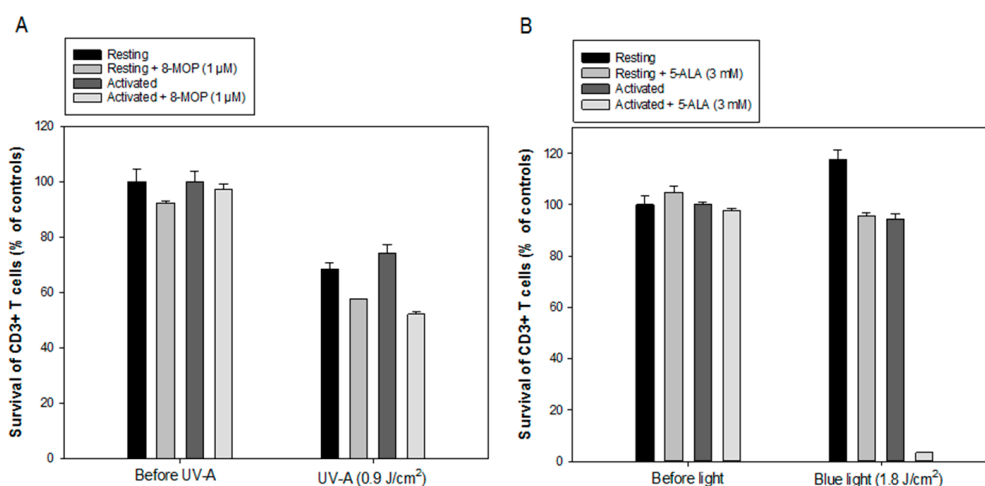 A
Resting
Resting + 8-MOP (1 µM)
Activated
Activated + 8-MOP (1 µM)
Survival of CD3+ T cells (% of controls)
120
100
80
60
40
20
0
Before UV-A
UV-A (0.9 J/cm²)
B
Resting
Resting + 5-ALA (3 mM)
Activated
Activated + 5-ALA (3 mM)
Survival of CD3+ T cells (% of controls)
120
100
80
60
40
20
0
Before light
Blue light (1.8 J/cm²)